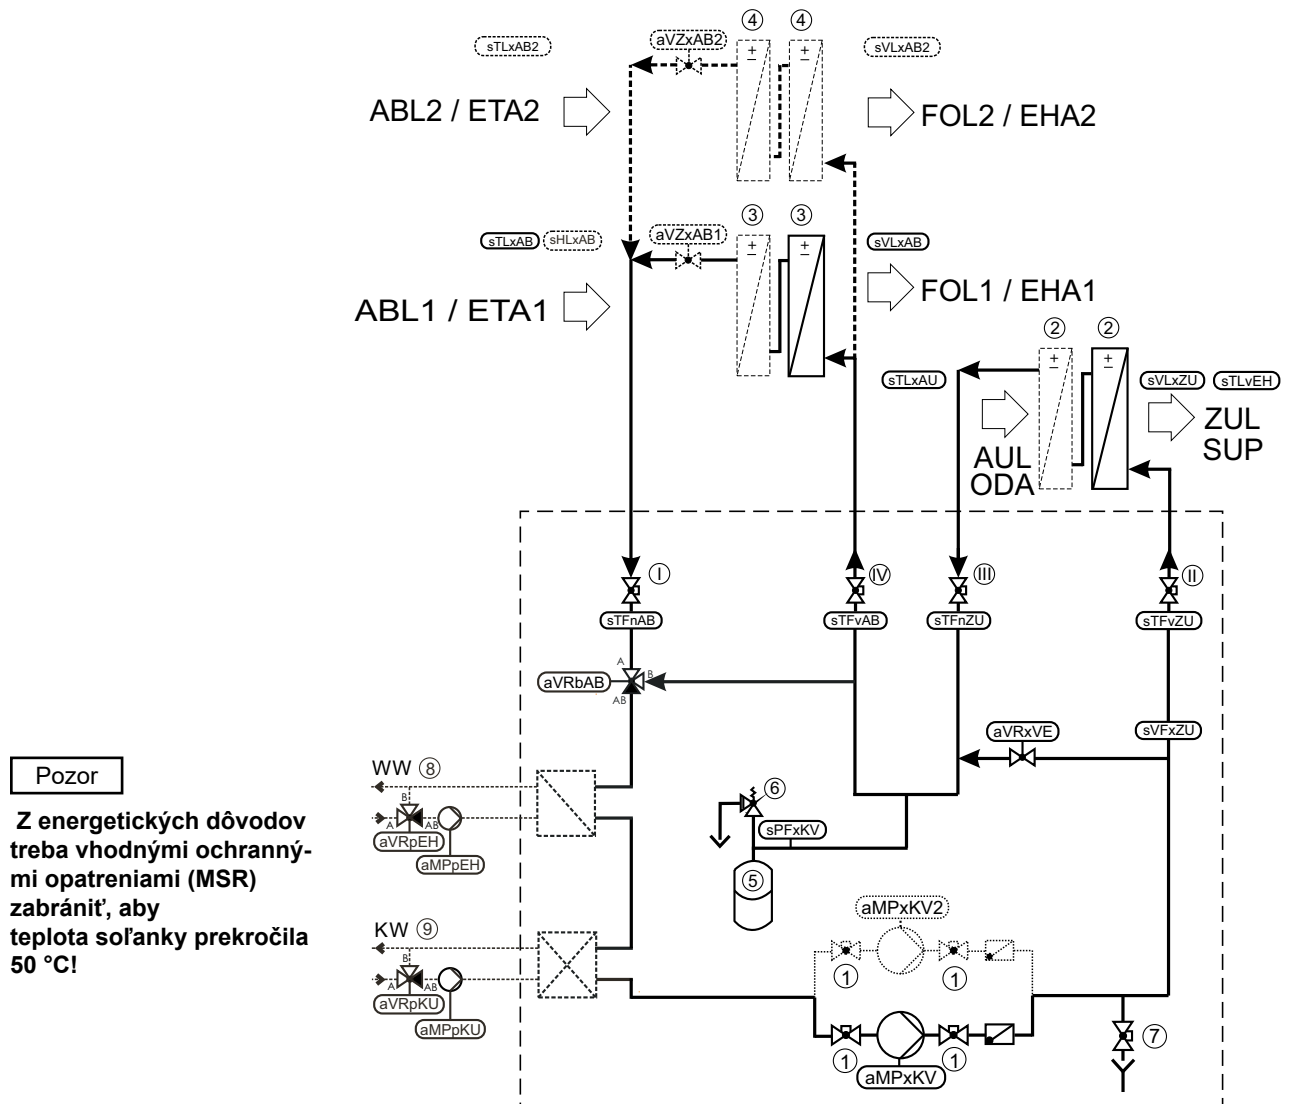 ④ ④
sTLxAB2 aVZxAB2 ± ± sVLxAB2
ABL2 / ETA2 FOL2 / EHA2
③ ③
sTLxAB sHLxAB aVZxAB1 ± ± sVLxAB
ABL1 / ETA1 FOL1 / EHA1
② ②
sTLxAU ± ± sVLxZU sTLvEH
AUL
ODA
ZUL
SUP
I IV III II
sTFnAB sTFvAB sTFnZU sTFvZU
A
B
aVRbAB
AB
aVRxVE sVFxZU
Pozor
Z energetických dôvodov
treba vhodnými ochranný-
mi opatreniami (MSR)
zabrániť, aby
teplota soľanky prekročila
50 °C!
WW ⑧
B
A AB
aVRpEH
aMPpEH
⑥
sPFxKV
⑤
KW ⑨
B
A AB
aVRpKU
aMPpKU
aMPxKV2
① ①
① ①
aMPxKV
⑦